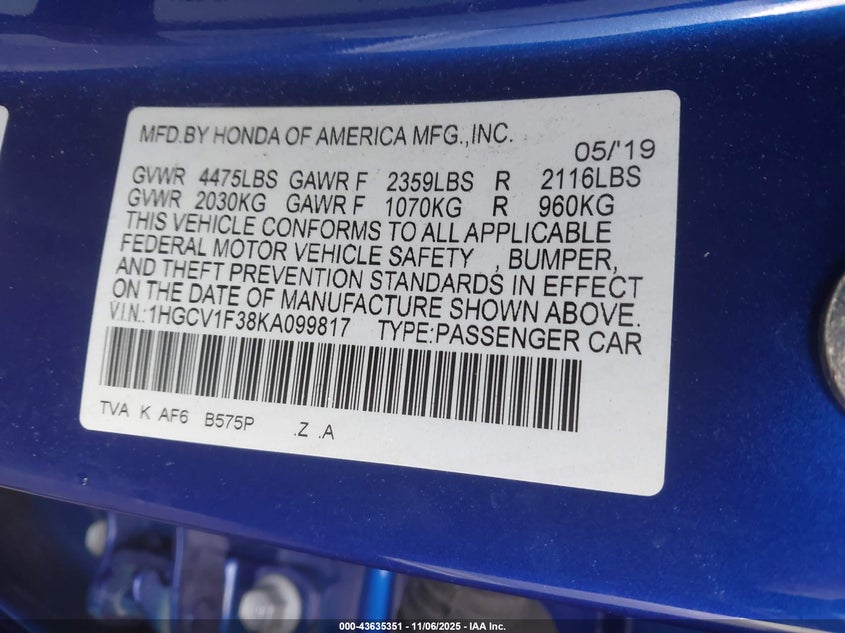 MFD.BY HONDA OF AMERICA MFG.,INC.
05/'19
GVWR 4475LBS GAWR F 2359LBS R 2116LBS
GVWR 2030KG GAWR F 1070KG R 960KG
THIS VEHICLE CONFORMS TO ALL APPLICABLE
FEDERAL MOTOR VEHICLE SAFETY , BUMPER,
AND THEFT PREVENTION STANDARDS IN EFFECT
ON THE DATE OF MANUFACTURE SHOWN ABOVE.
V.I.N.:1HGCV1F38KA099817 TYPE:PASSENGER CAR
TVA K AF6 B575P .Z .A
000-43635351 | 11/06/2025 | IAA Inc.